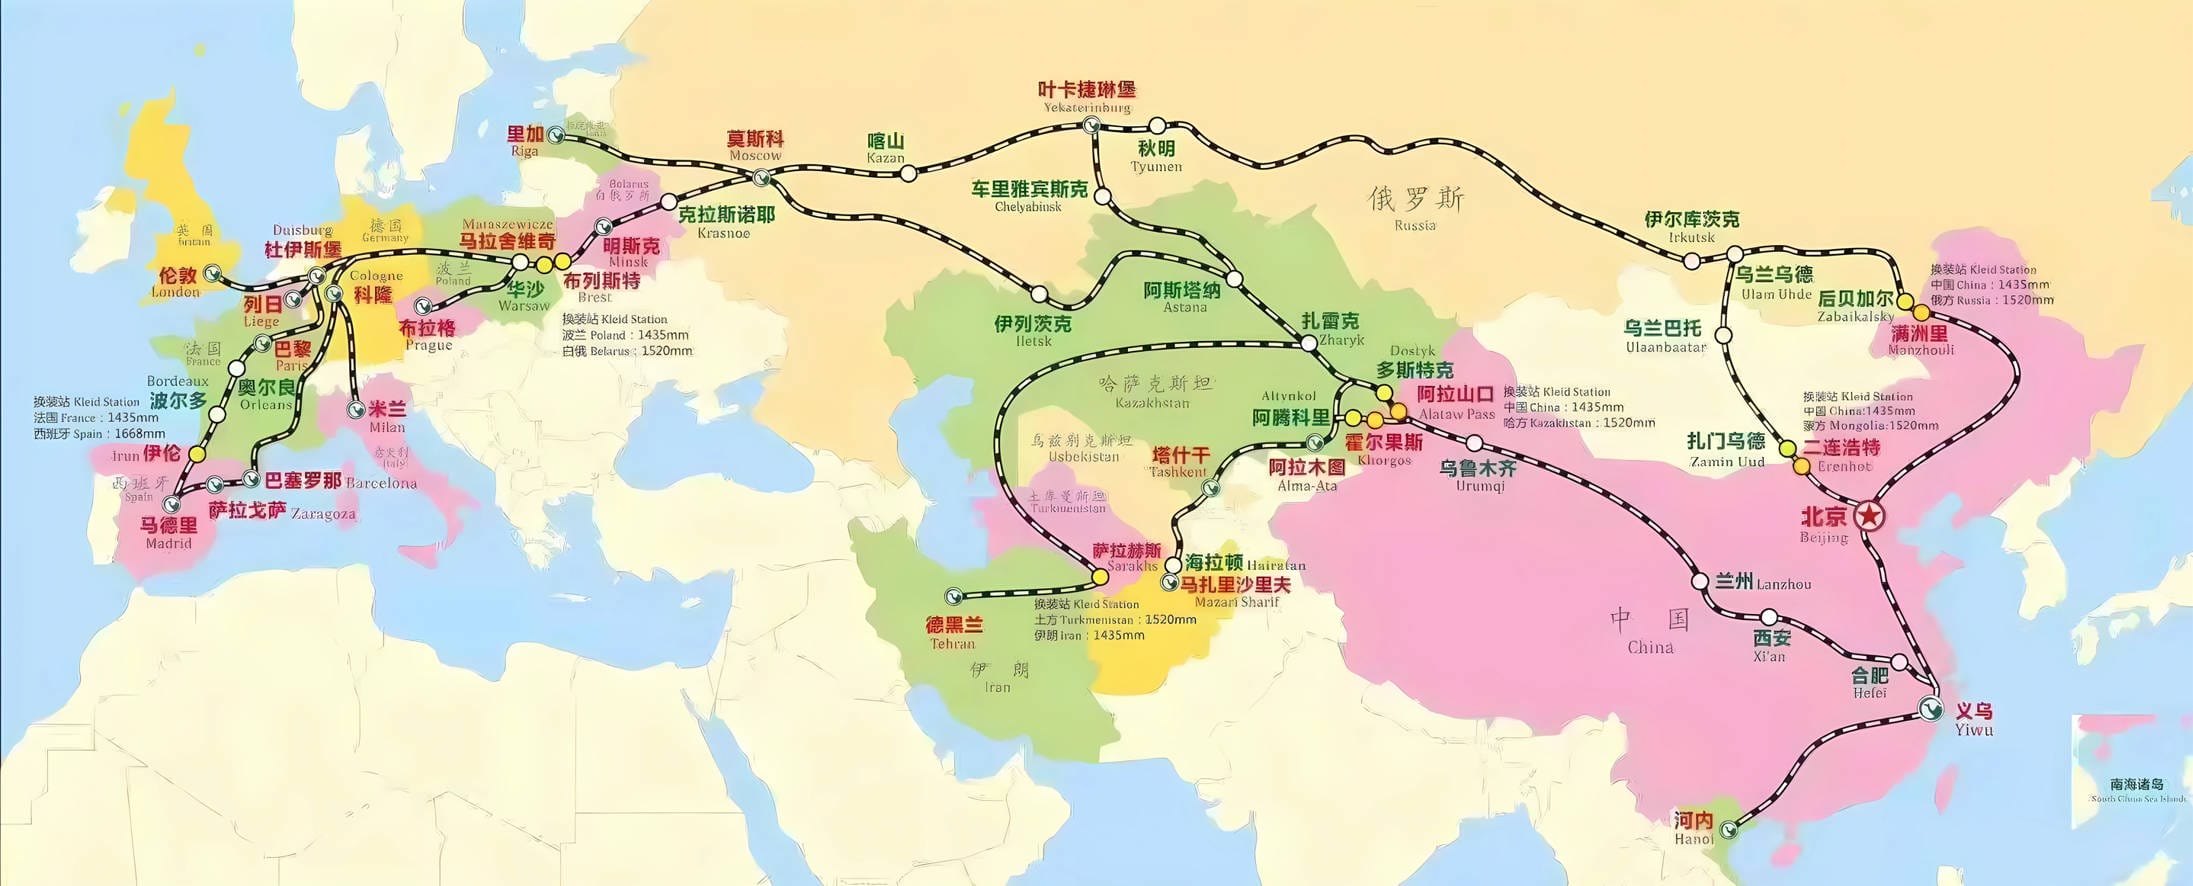 叶卡捷琳堡
Yekaterinburg
里加
Riga
莫斯科
Moscow
喀山
Kazan
秋明
Tyumen
车里雅宾斯克
Chelyabinsk
俄罗斯
Russia
Belarus
白俄罗斯
克拉斯诺耶
Krasnoe
伊尔库茨克
Irkutsk
英国
britain
Duisburg
杜伊斯堡
德国
Germany
Mataszewicze
马拉舍维奇
明斯克
Minsk
伦敦
London
Cologne
科隆
波兰
Poland
华沙
Warsaw
布列斯特
Brest
列日
Liege
布拉格
Prague
换装站 Kleid Station
波兰 Poland：1435mm
白俄 Belarus：1520mm
伊列茨克
Iletsk
阿斯塔纳
Astana
扎雷克
Zharyk
乌兰乌德
Ulam Uhde
后贝加尔
Zabaikalsky
换装站 Kleid Station
中国 China：1435mm
俄方 Russia：1520mm
满洲里
Manzhouli
乌兰巴托
Ulaanbaatar
法国
France
巴黎
Paris
奥尔良
Orleans
Bordeaux
波尔多
换装站 Kleid Station
法国 France：1435mm
西班牙 Spain：1668mm
米兰
Milan
意大利
(Italy)
Irun 伊伦
西班牙
Spain
巴塞罗那 Barcelona
萨拉戈萨 Zaragoza
马德里
Madrid
哈萨克斯坦
Kazakhstan
Dostyk
多斯特克
阿拉山口
Alataw Pass
换装站 Kleid Station
中国 China：1435mm
哈方 Kazakhstan：1520mm
Altynkol
阿腾科里
霍尔果斯
Khorgos
换装站 Kleid Station
中国 China:1435mm
蒙方 Mongolia:1520mm
扎门乌德
Zamin Uud
二连浩特
Erenhot
乌兹别克斯坦
Usbekistan
塔什干
Tashkent
阿拉木图
Alma-Ata
乌鲁木齐
Urumqi
土库曼斯坦
Turkmenistan
北京
Beijing
萨拉赫斯
Sarakhs
海拉顿 Hairatan
马扎里沙里夫
Mazari Sharif
换装站 Kleid Station
土方 Turkmenistan：1520mm
伊朗 Iran：1435mm
德黑兰
Tehran
伊朗
Iran
兰州 Lanzhou
中国
China
西安
Xi'an
合肥
Hefei
义乌
Yiwu
河内
Hanoi
南海诸岛
South China Sea Islands